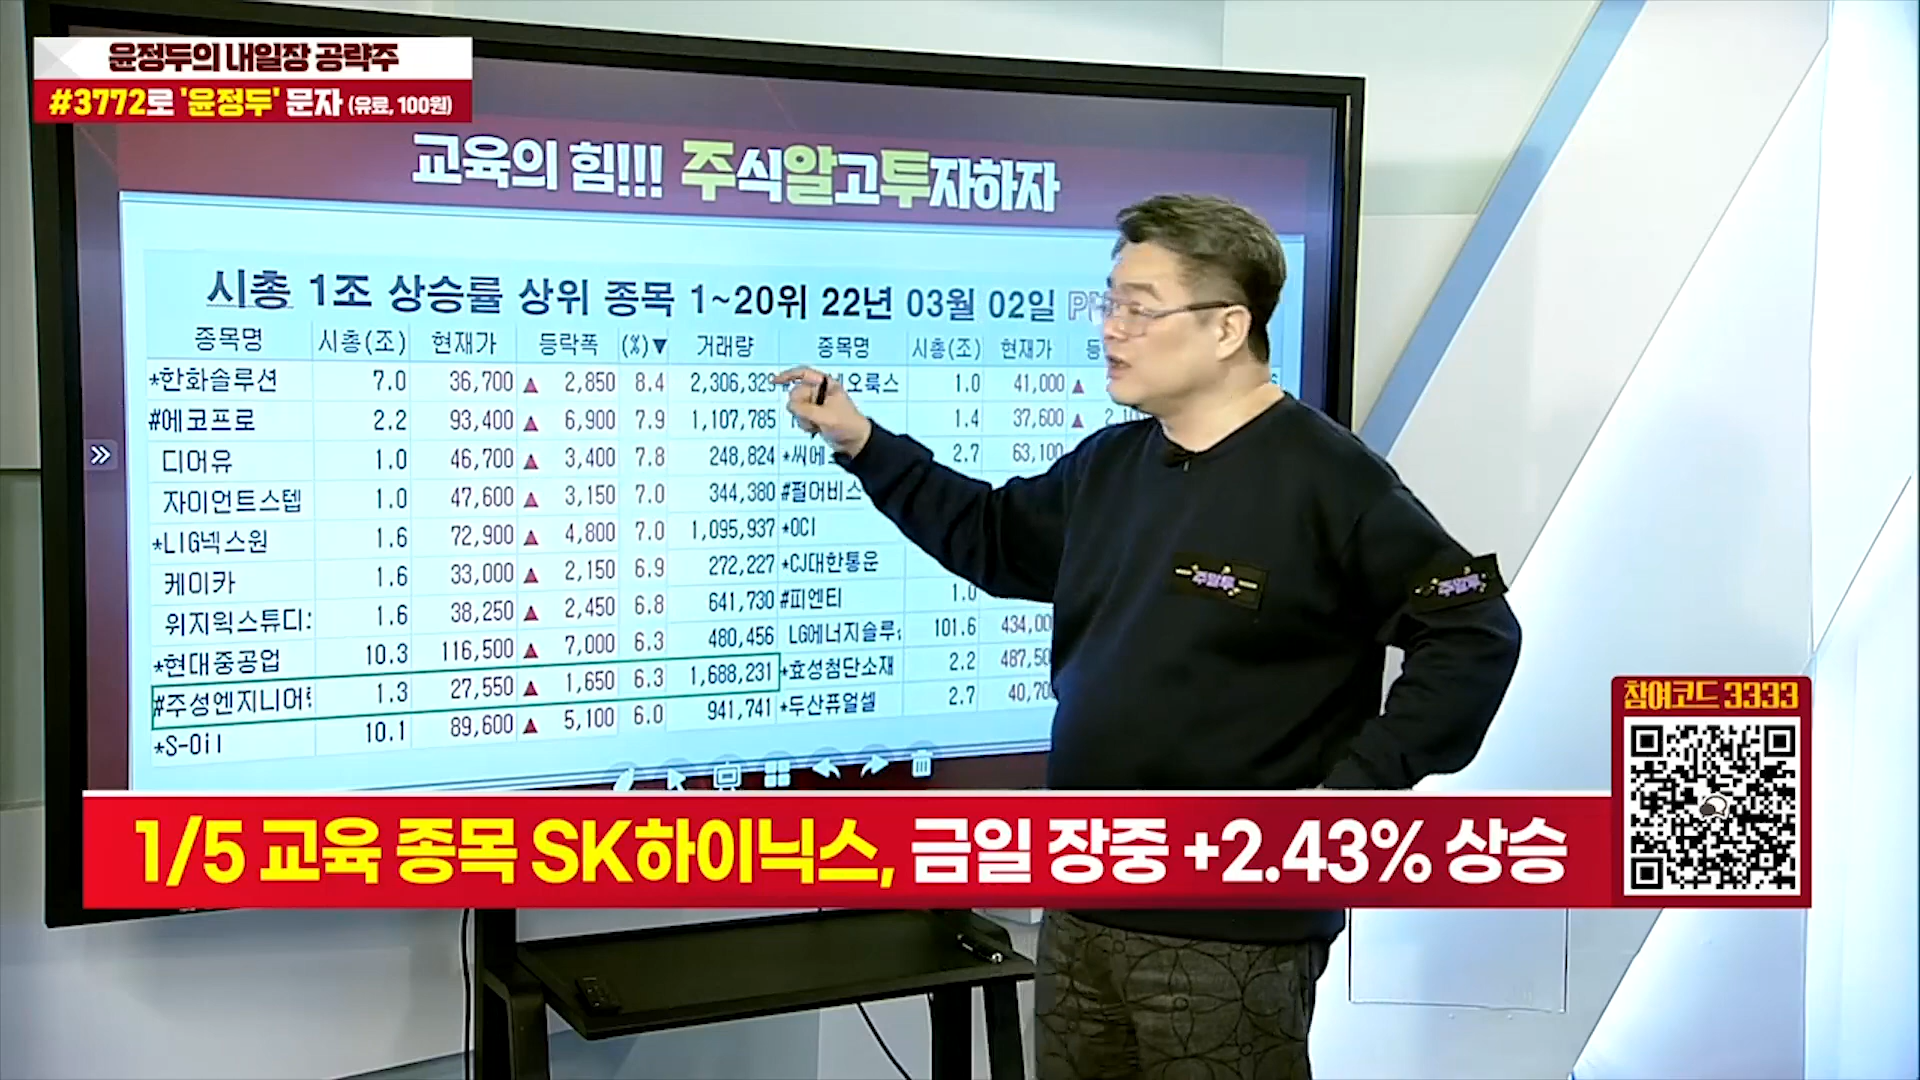 윤정두의 내일장 공략주
#3772로 '윤정두' 문자 (유료, 100원)
교육의 힘!!! 주식알고투자하자
시총 1조 상승률 상위 종목 1~20위 22년 03월 02일
종목명 시총(조) 현재가 등락폭 (%)▼ 거래량 종목명 시총(조) 현재가
*한화솔루션 7.0 36,700 ▲ 2,850 8.4 2,306,329 1.0 41,000 ▲
#에코프로 2.2 93,400 ▲ 6,900 7.9 1,107,785 1.4 37,600 ▲
디어유 1.0 46,700 ▲ 3,400 7.8 248,824 2.7 63,100
자이언트스텝 1.0 47,600 ▲ 3,150 7.0 344,380 #펄어비스
*LIG넥스원 1.6 72,900 ▲ 4,800 7.0 1,095,937 *OCI
케이카 1.6 33,000 ▲ 2,150 6.9 272,227 *CJ대한통운
위지윅스튜디 1.6 38,250 ▲ 2,450 6.8 641,730 #피엔티 1.0
*현대중공업 10.3 116,500 ▲ 7,000 6.3 480,456 LG에너지솔루 101.6 434,00
#주성엔지니어 1.3 27,550 ▲ 1,650 6.3 1,688,231 *효성첨단소재 2.2 487,50
*S-Oil 10.1 89,600 ▲ 5,100 6.0 941,741 *두산퓨얼셀 2.7 40,70
주알투
주알투
참여코드 3333
1/5 교육 종목 SK하이닉스, 금일 장중 +2.43% 상승